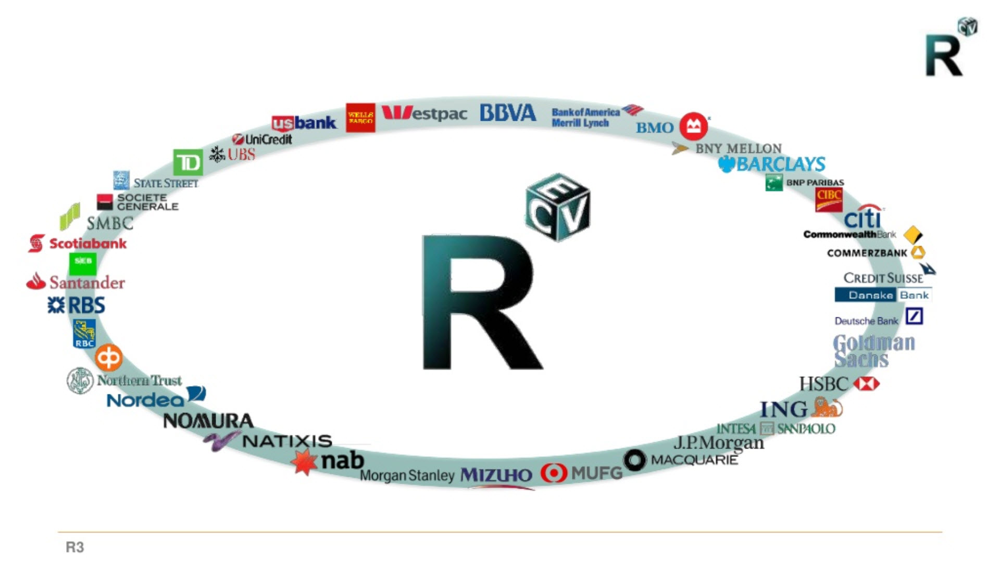 R
E
C V
usbank
WELLS
FARGO
Westpac
BBVA
Bank of America
Merrill Lynch
BMO
BNY MELLON
BARCLAYS
BNP PARIBAS
CIBC
citi
CommonwealthBank
COMMERZBANK
CREDIT SUISSE
Danske Bank
Deutsche Bank
Goldman
Sachs
HSBC
ING
INTESA SANPAOLO
J.P.Morgan
MACQUARIE
MUFG
MIZUHO
Morgan Stanley
nab
NATIXIS
NOMURA
Nordea
Northern Trust
op
RBC
RBS
Santander
SEB
Scotiabank
SMBC
SOCIETE
GENERALE
STATE STREET
TD
UBS
UniCredit
E
C V
R
R3